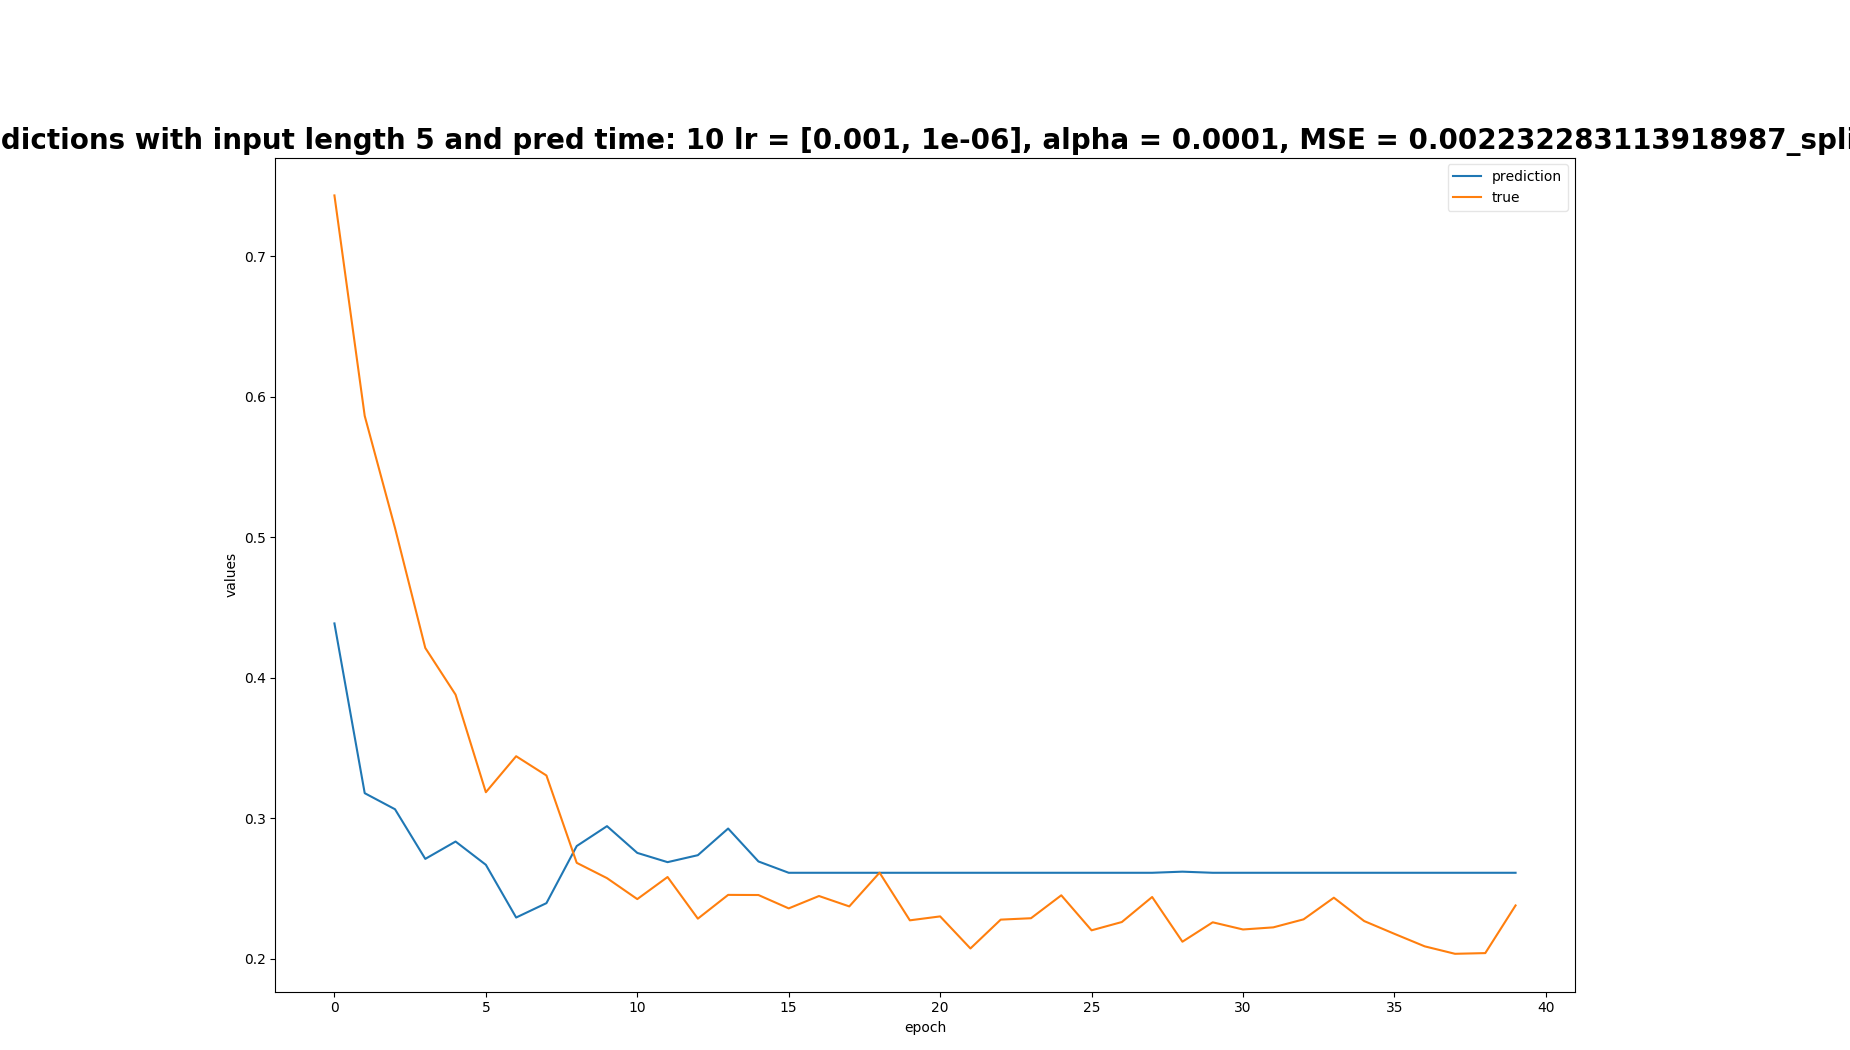 dictions with input length 5 and pred time: 10 lr = [0.001, 1e-06], alpha = 0.0001, MSE = 0.002232283113918987_spli
prediction
true
0.7
0.6
0.5
0.4
0.3
0.2
values
0 5 10 15 20 25 30 35 40
epoch